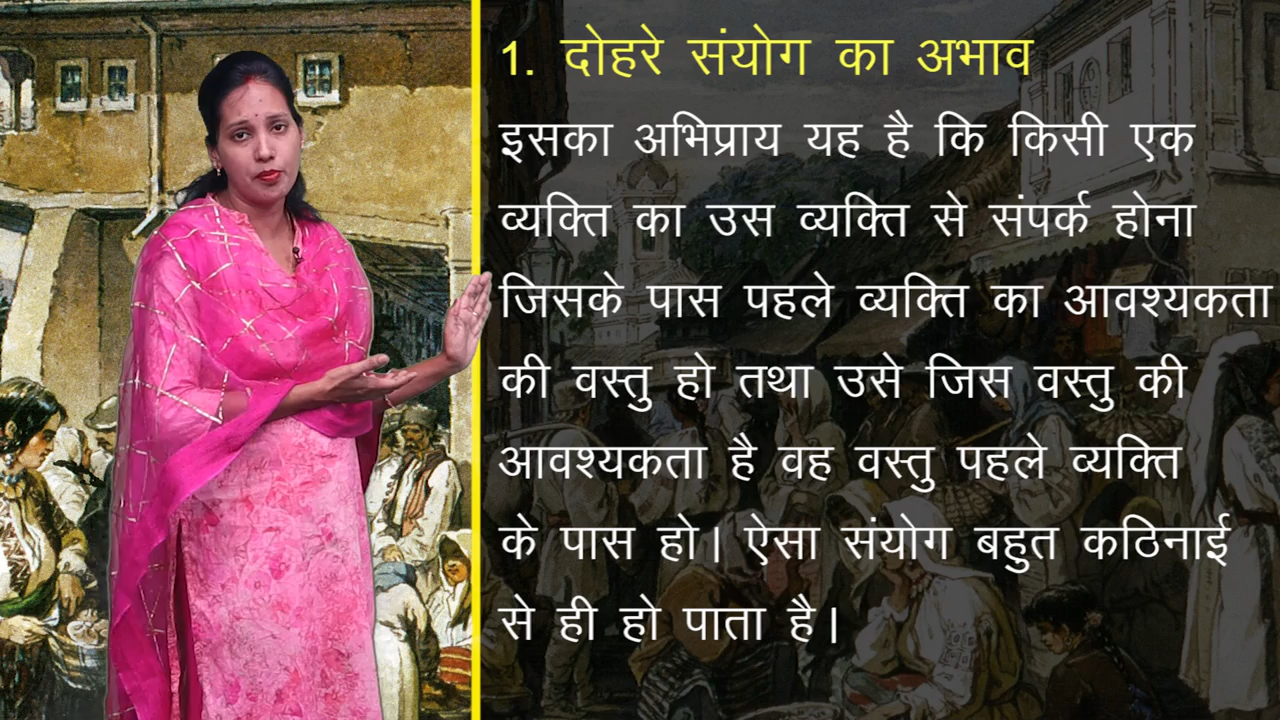 1. दोहरे संयोग का अभाव
इसका अभिप्राय यह है कि किसी एक
व्यक्ति का उस व्यक्ति से संपर्क होना
जिसके पास पहले व्यक्ति का आवश्यकता
की वस्तु हो तथा उसे जिस वस्तु की
आवश्यकता है वह वस्तु पहले व्यक्ति
के पास हो। ऐसा संयोग बहुत कठिनाई
से ही हो पाता है।